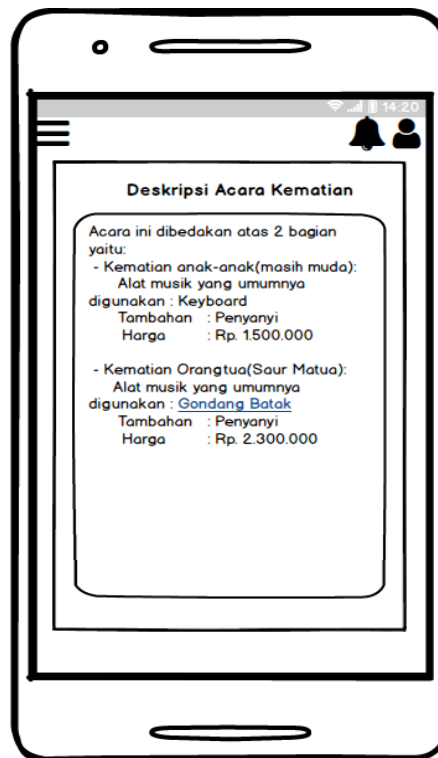 14:20
Deskripsi Acara Kematian
Acara ini dibedakan atas 2 bagian
yaitu:
- Kematian anak-anak(masih muda):
Alat musik yang umumnya
digunakan : Keyboard
Tambahan : Penyanyi
Harga : Rp. 1.500.000
- Kematian Orangtua(Saur Matua):
Alat musik yang umumnya
digunakan : Gondang Batak
Tambahan : Penyanyi
Harga : Rp. 2.300.000